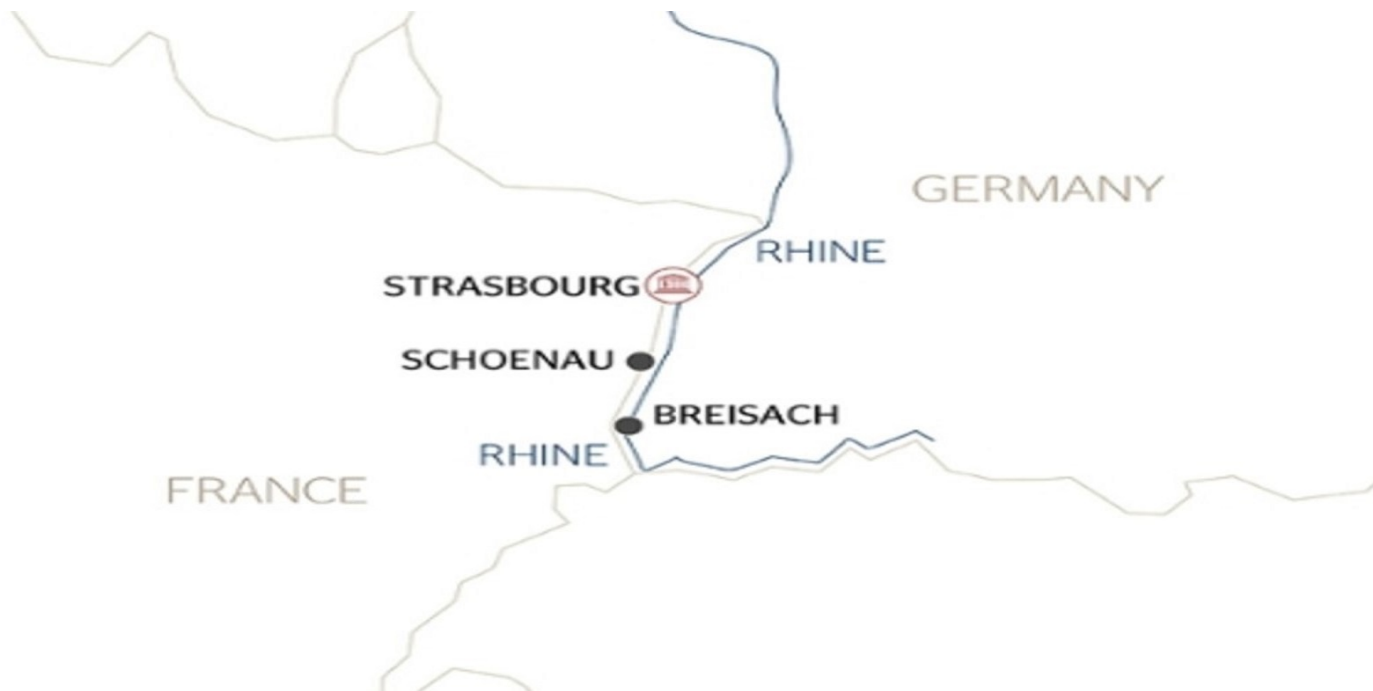 GERMANY
RHINE
STRASBOURG
SCHOENAU
BREISACH
RHINE
FRANCE